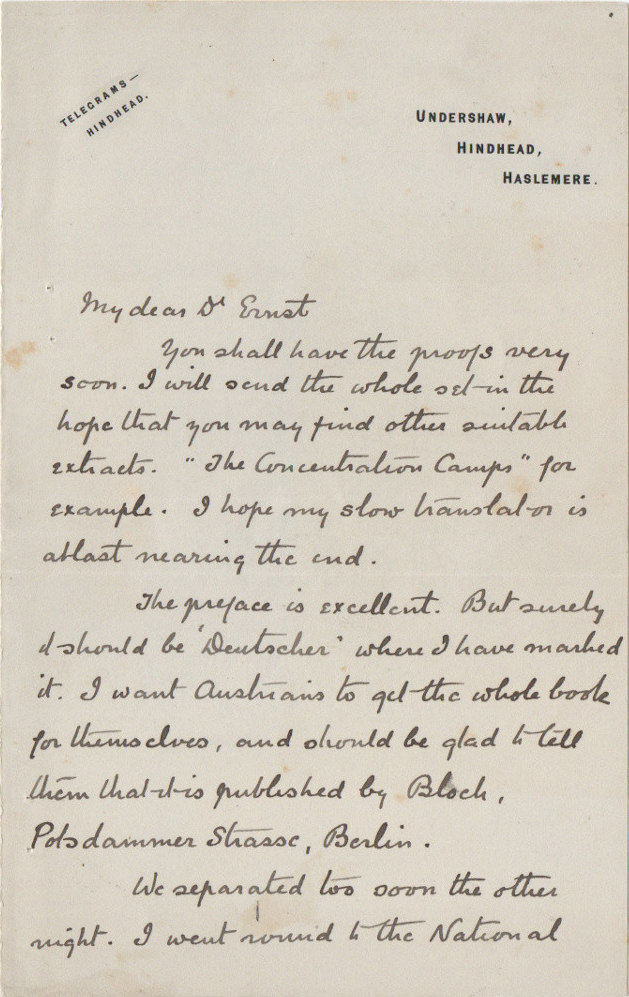 TELEGRAMS—
HINDHEAD.
UNDERSHAW,
HINDHEAD,
HASLEMERE.
My dear Dr Ernst
You shall have the proofs very
soon. I will send the whole set in the
hope that you may find other suitable
extracts. "The Concentration Camps" for
example. I hope my slow translator is
at last nearing the end.
The preface is excellent. But surely
it should be 'Deutscher' where I have marked
it. I want Austrians to get the whole book
for themselves, and should be glad to tell
them that it is published by Bloch,
Potsdammer Strasse, Berlin.
We separated too soon the other
night. I went round to the National